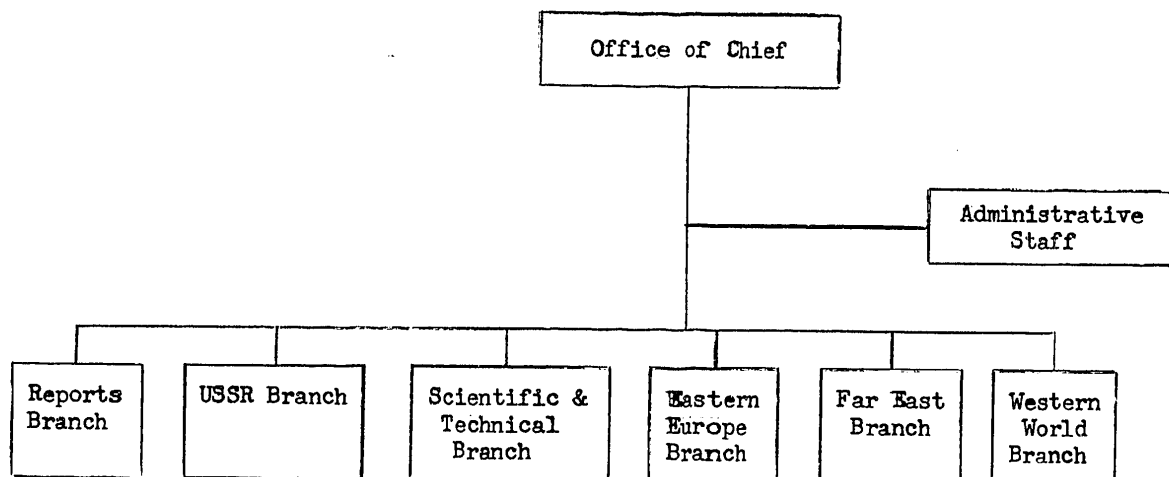 Office of Chief
Administrative
Staff
Reports
Branch
USSR Branch
Scientific &
Technical
Branch
Eastern
Europe
Branch
Far East
Branch
Western
World
Branch